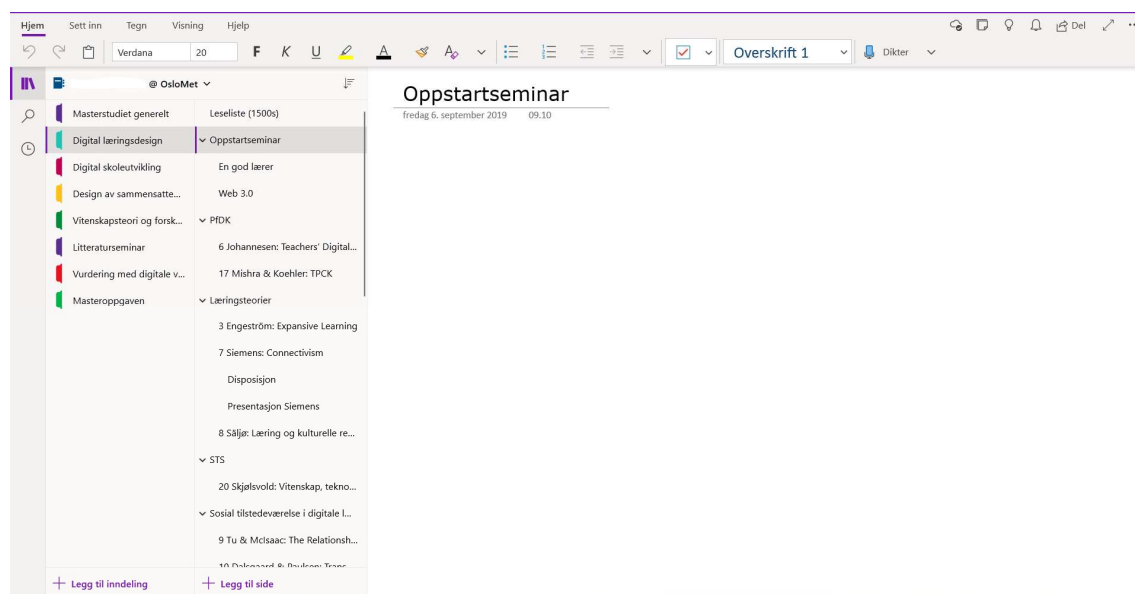 Hjem Sett inn Tegn Visning Hjelp Del
Verdana 20 F K U A Overskrift 1 Dikter
@ OsloMet
Masterstudiet generelt
Digital læringsdesign
Digital skoleutvikling
Design av sammensatte...
Vitenskapsteori og forsk...
Litteraturseminar
Vurdering med digitale v...
Masteroppgaven
Legg til inndeling
Leseliste (1500s)
Oppstartseminar
En god lærer
Web 3.0
PfDK
6 Johannesen: Teachers' Digital...
17 Mishra & Koehler: TPCK
Læringsteorier
3 Engeström: Expansive Learning
7 Siemens: Connectivism
Disposisjon
Presentasjon Siemens
8 Säljø: Læring og kulturelle re...
STS
20 Skjølsvold: Vitenskap, tekno...
Sosial tilstedeværelse i digitale l...
9 Tu & McIsaac: The Relationsh...
10 Dalsgaard & Paulsen: Trans...
Legg til side
Oppstartseminar
fredag 6. september 2019 09.10